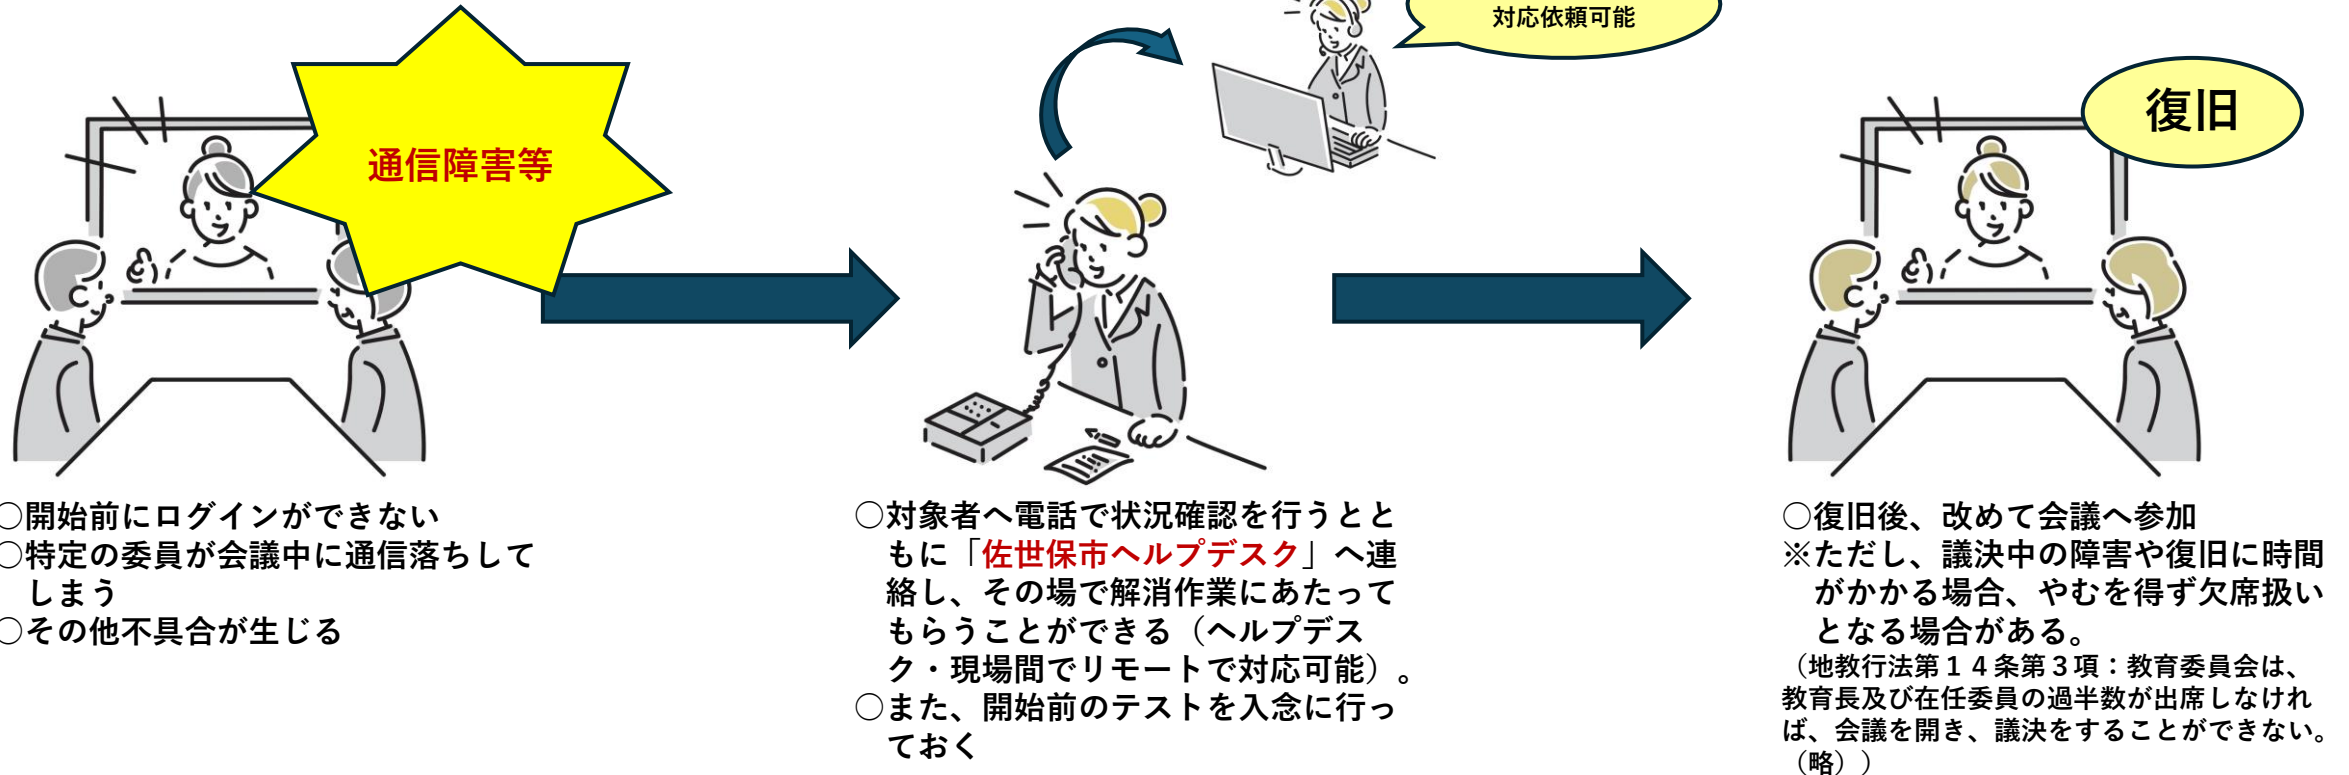 対応依頼可能
通信障害等
復旧
○開始前にログインができない
○特定の委員が会議中に通信落ちして
しまう
○その他不具合が生じる
○対象者へ電話で状況確認を行うとと
もに「佐世保市ヘルプデスク」へ連
絡し、その場で解消作業にあたって
もらうことができる（ヘルプデス
ク・現場間でリモートで対応可能）。
○また、開始前のテストを入念に行っ
ておく
○復旧後、改めて会議へ参加
※ただし、議決中の障害や復旧に時間
がかかる場合、やむを得ず欠席扱い
となる場合がある。
（地教行法第１４条第３項：教育委員会は、
教育長及び在任委員の過半数が出席しなけれ
ば、会議を開き、議決をすることができない。
（略））